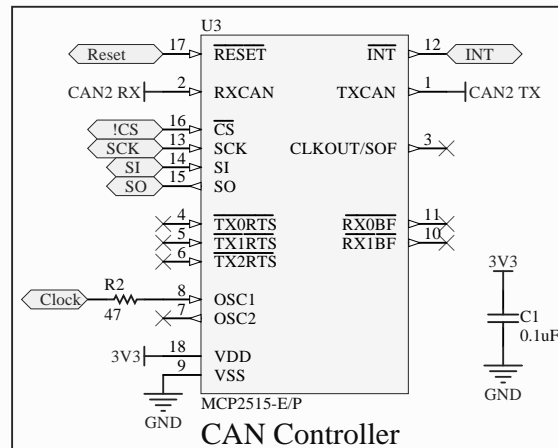 U3
Reset 17 RESET INT 12 INT
CAN2 RX 2 RXCAN TXCAN 1 CAN2 TX
!CS 16 CS
SCK 13 SCK CLKOUT/SOF 3
SI 14 SI
SO 15 SO
4 TX0RTS RX0BF 11
5 TX1RTS RX1BF 10
6 TX2RTS
3V3
Clock R2 47 8 OSC1
7 OSC2
C1
0.1uF
3V3 18 VDD
9 VSS
GND
GND
MCP2515-E/P
CAN Controller